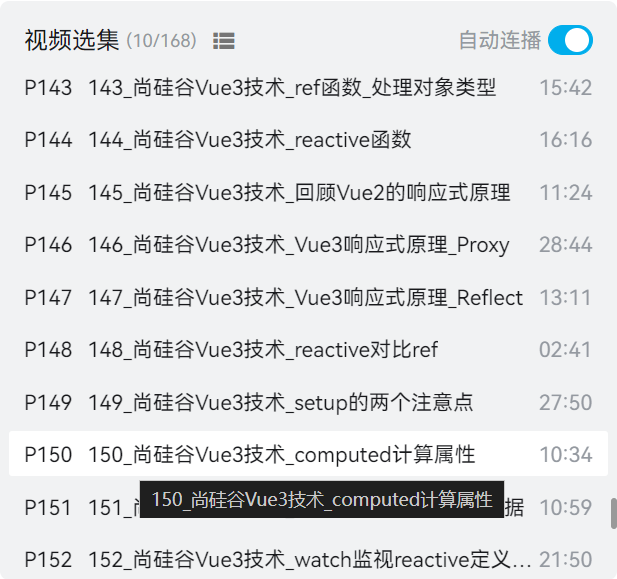 视频选集 (10/168) 自动连播
P143 143_尚硅谷Vue3技术_ref函数_处理对象类型 15:42
P144 144_尚硅谷Vue3技术_reactive函数 16:16
P145 145_尚硅谷Vue3技术_回顾Vue2的响应式原理 11:24
P146 146_尚硅谷Vue3技术_Vue3响应式原理_Proxy 28:44
P147 147_尚硅谷Vue3技术_Vue3响应式原理_Reflect 13:11
P148 148_尚硅谷Vue3技术_reactive对比ref 02:41
P149 149_尚硅谷Vue3技术_setup的两个注意点 27:50
P150 150_尚硅谷Vue3技术_computed计算属性 10:34
150_尚硅谷Vue3技术_computed计算属性
P151 151_ 据 10:59
P152 152_尚硅谷Vue3技术_watch监视reactive定义... 21:50